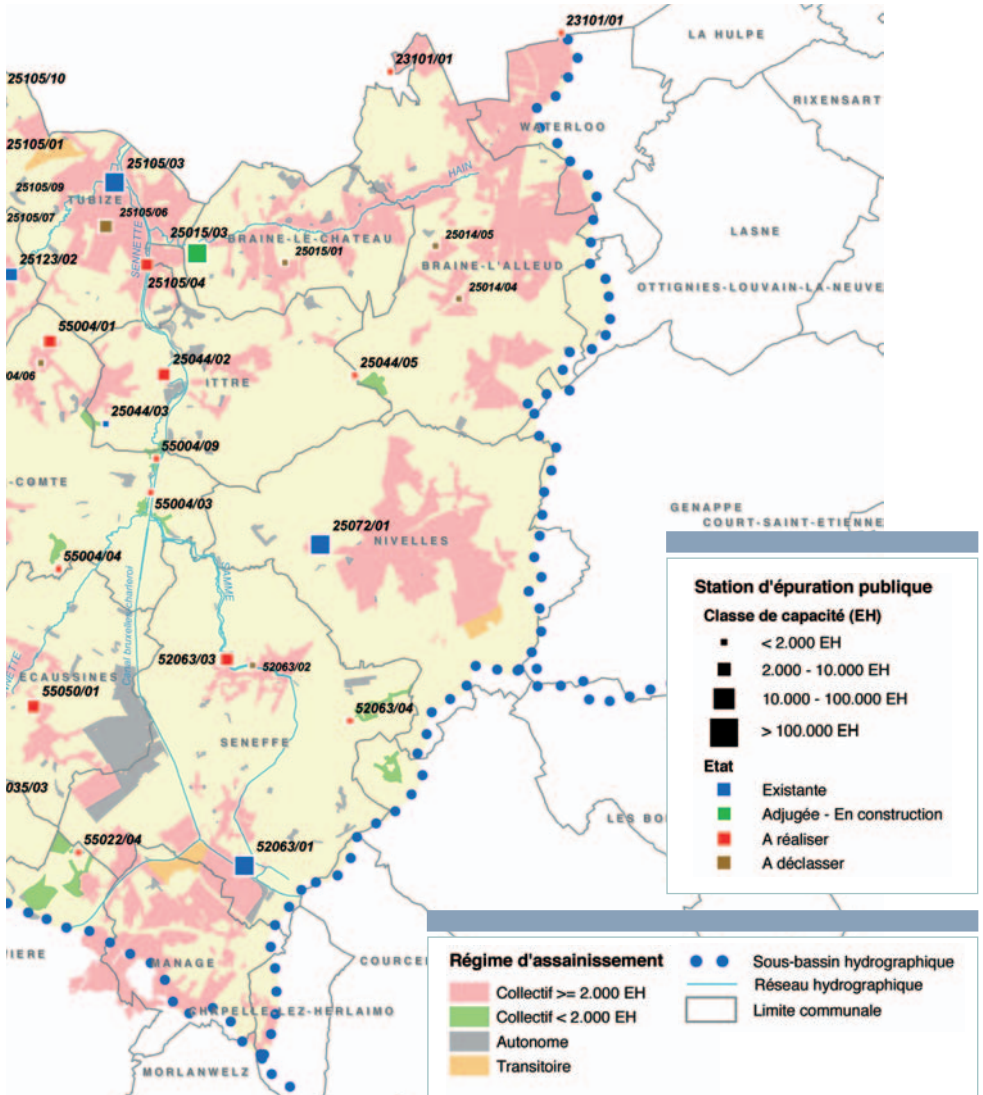 23101/01
LA HULPE
23101/01
25105/10
RIXENSART
WATERLOO
25105/01
25105/03
HAIN
25105/09
TUBIZE
25105/07
25105/06
25015/03
BRAINE-LE-CHATEAU
25014/05
LASNE
25123/02
SENNETTE
25015/01
BRAINE-L'ALLEUD
25105/04
25014/04
OTTIGNIES-LOUVAIN-LA-NEUVE
55004/01
25044/02
25044/05
04/06
ITTRE
25044/03
55004/09
-COMTE
55004/03
GENAPPE
COURT-SAINT-ETIENNE
25072/01
NIVELLES
55004/04
SAMME
Canal bruxelles charleroi
52063/03
52063/02
NNETTE
ECAUSSINES
55050/01
52063/04
SENEFFE
035/03
LES BO
55022/04
52063/01
VIERE
MANAGE
COURCEL
CHAPELLE-LEZ-HERLAIMO
MORLANWELZ
Station d'épuration publique
Classe de capacité (EH)
< 2.000 EH
2.000 - 10.000 EH
10.000 - 100.000 EH
> 100.000 EH
Etat
Existante
Adjugée - En construction
A réaliser
A déclasser
Régime d'assainissement
Collectif >= 2.000 EH
Collectif < 2.000 EH
Autonome
Transitoire
Sous-bassin hydrographique
Réseau hydrographique
Limite communale